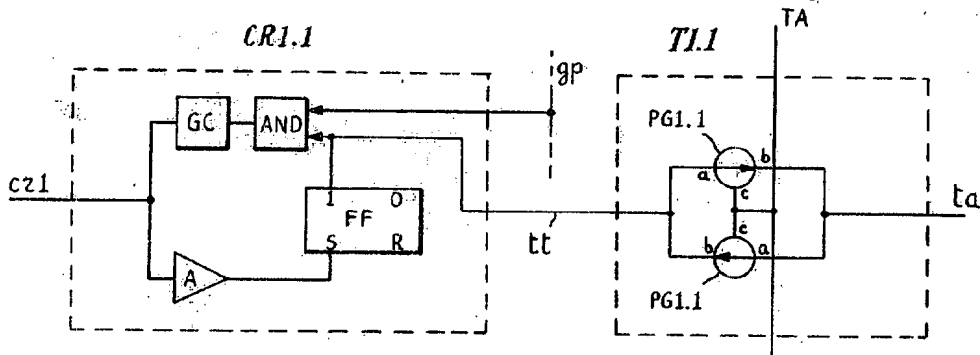 CR1.1
T1.1
TA
gp
PG1.1
GC
AND
a
b
c
cz1
1 0
FF
S R
tt
ta
c
b
a
A
PG1.1